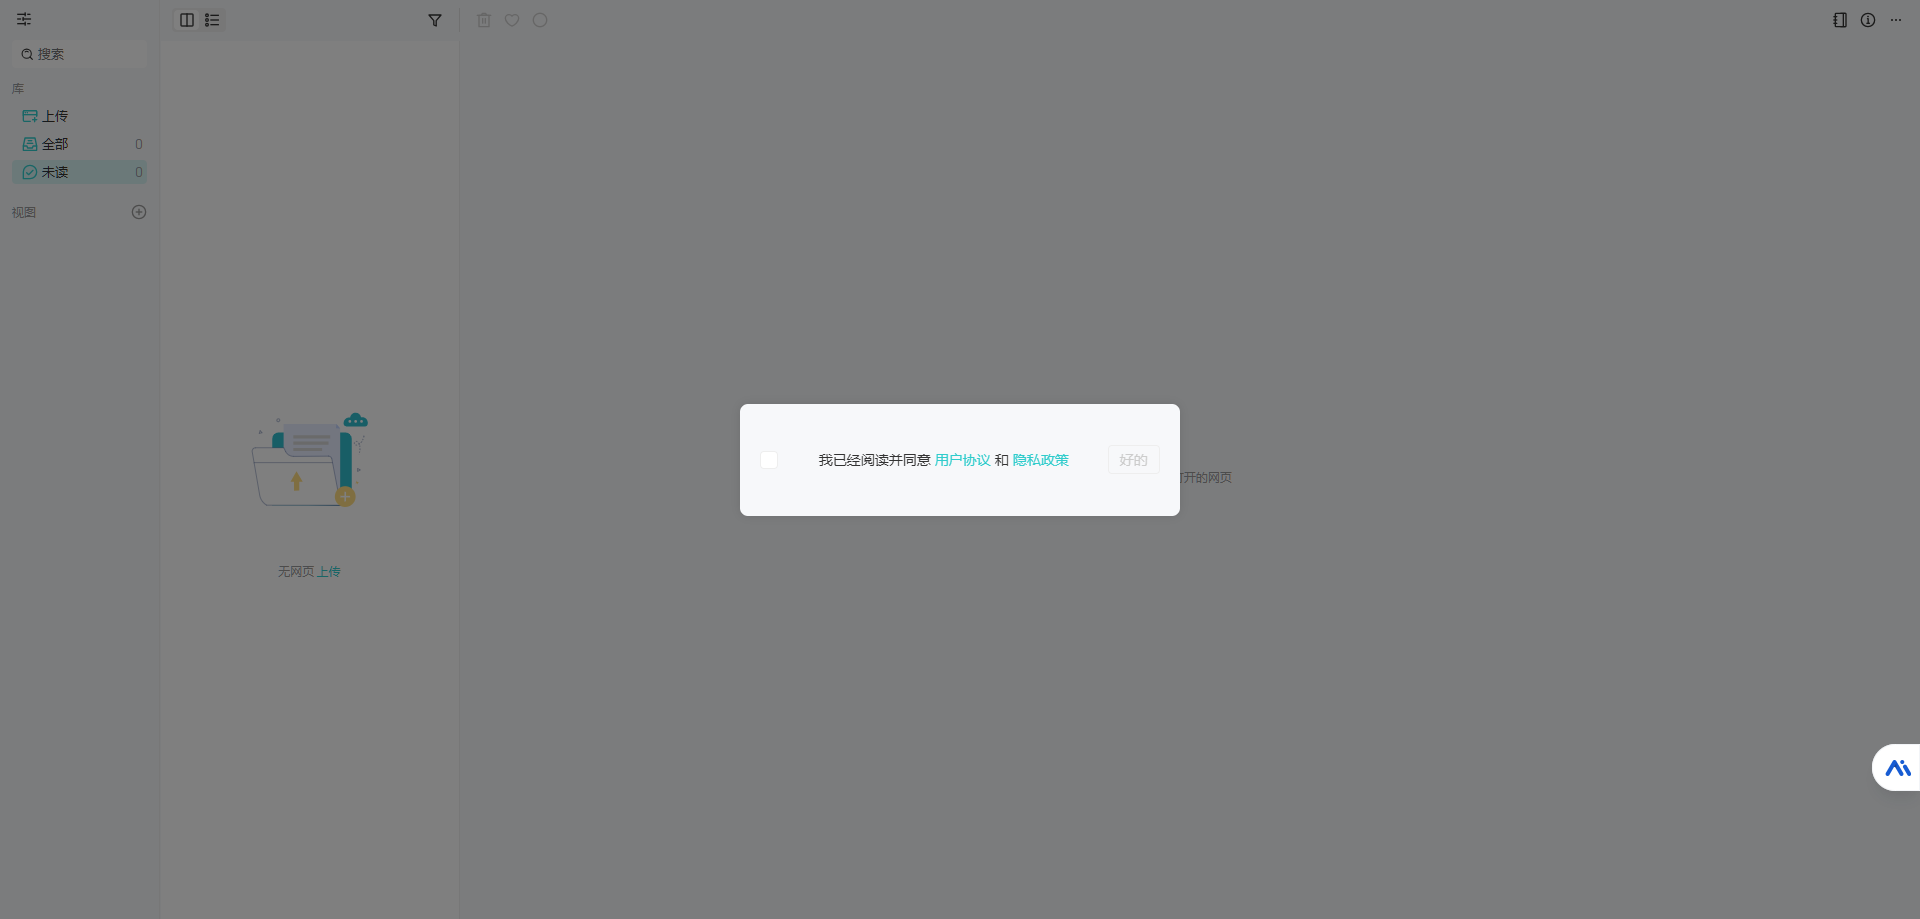 搜索
库
上传
全部 0
未读 0
视图
无网页 上传
我已经阅读并同意 用户协议 和 隐私政策
好的
开的网页